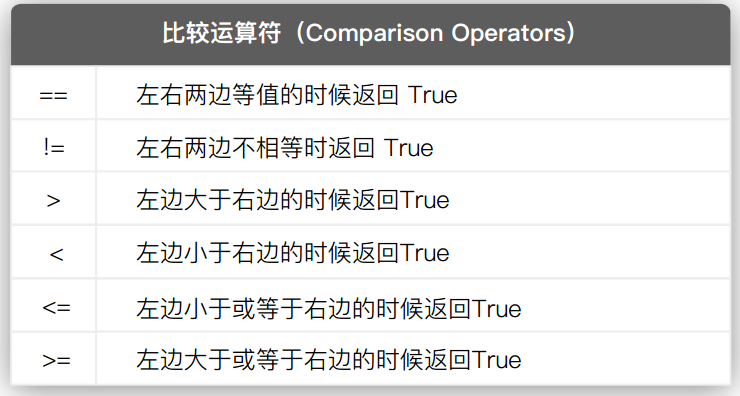 比较运算符（Comparison Operators）
== 左右两边等值的时候返回 True
!= 左右两边不相等时返回 True
> 左边大于右边的时候返回True
< 左边小于右边的时候返回True
<= 左边小于或等于右边的时候返回True
>= 左边大于或等于右边的时候返回True